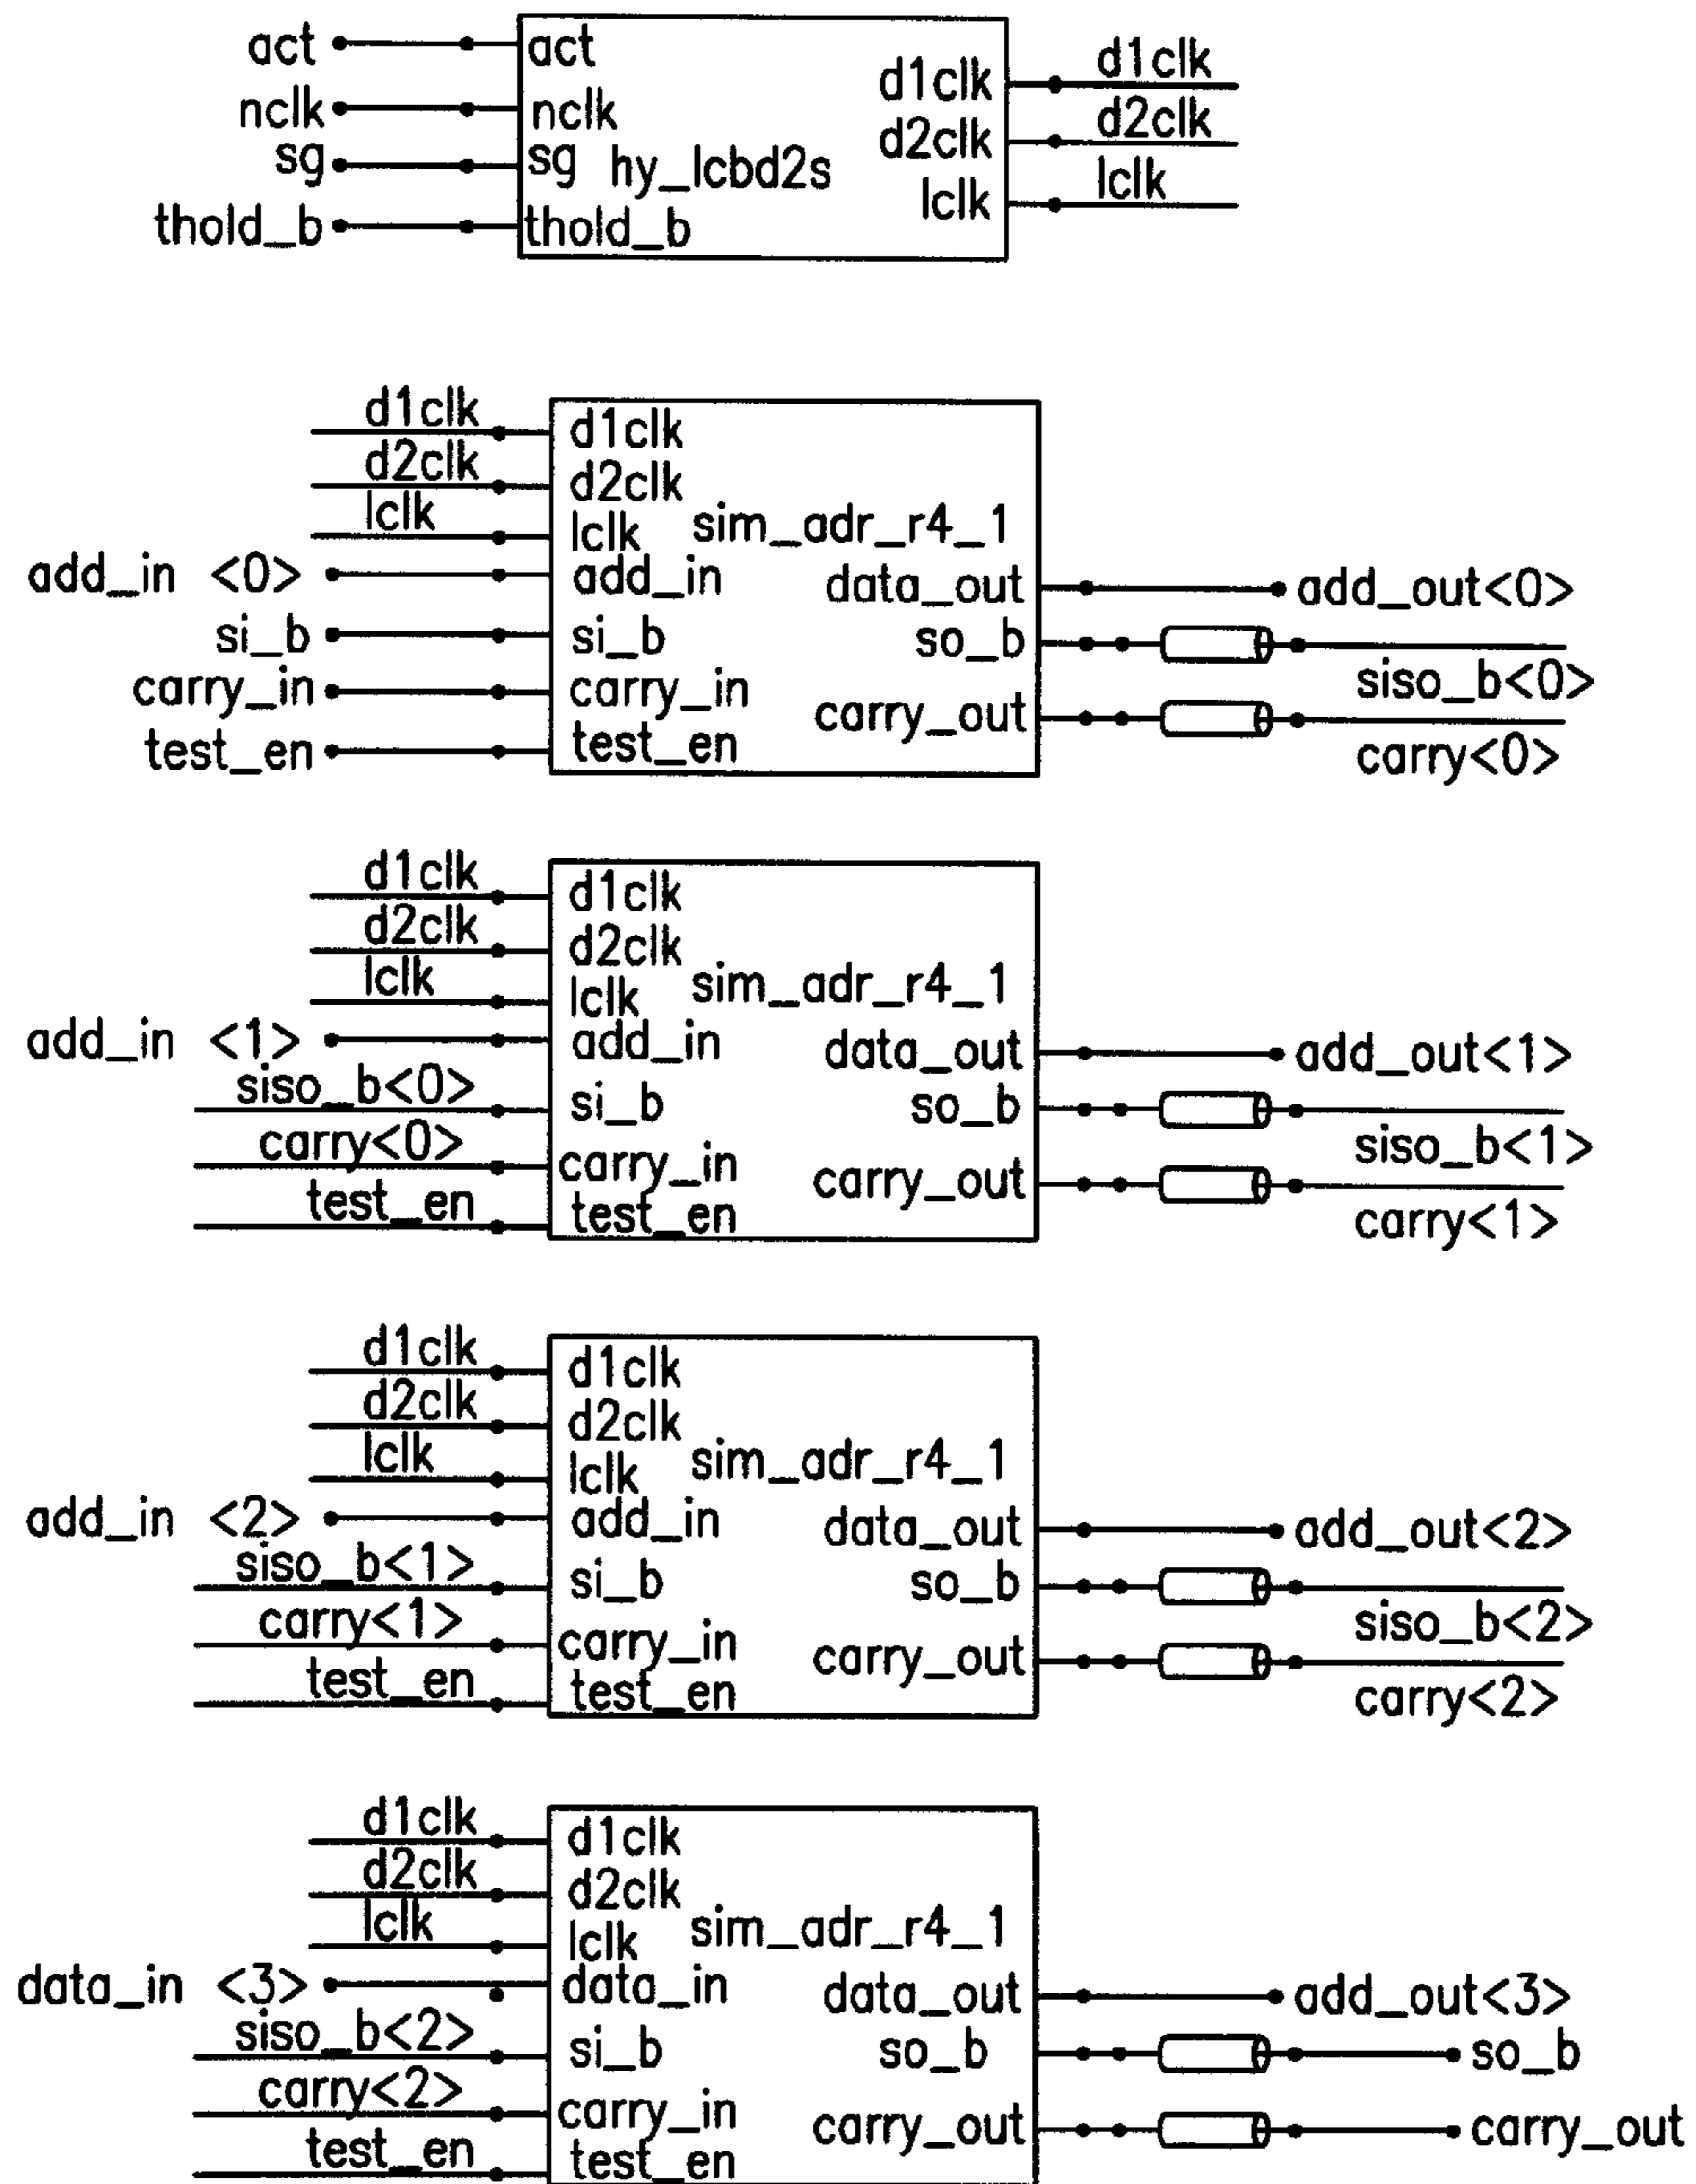 act act d1clk d1clk
nclk nclk d2clk d2clk
sg sg hy_lcbd2s lclk lclk
thold_b thold_b
d1clk d1clk
d2clk d2clk
lclk lclk sim_adr_r4_1
add_in <0> add_in data_out add_out<0>
si_b si_b so_b siso_b<0>
carry_in carry_in carry_out carry<0>
test_en test_en
d1clk d1clk
d2clk d2clk
lclk lclk sim_adr_r4_1
add_in <1> add_in data_out add_out<1>
siso_b<0> si_b so_b siso_b<1>
carry<0> carry_in carry_out carry<1>
test_en test_en
d1clk d1clk
d2clk d2clk
lclk lclk sim_adr_r4_1
add_in <2> add_in data_out add_out<2>
siso_b<1> si_b so_b siso_b<2>
carry<1> carry_in carry_out carry<2>
test_en test_en
d1clk d1clk
d2clk d2clk
lclk lclk sim_adr_r4_1
data_in <3> data_in data_out add_out<3>
siso_b<2> si_b so_b so_b
carry<2> carry_in carry_out carry_out
test_en test_en